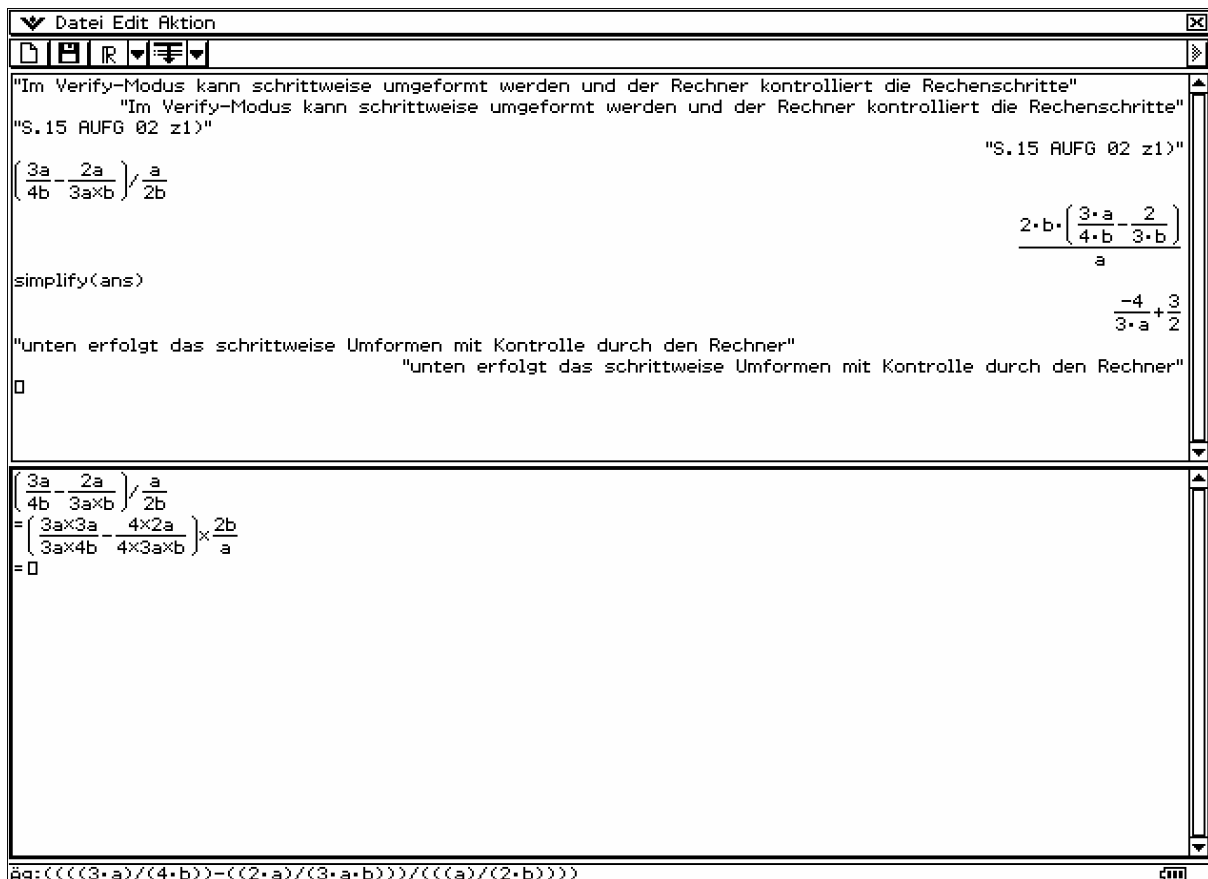 Datei Edit Aktion
"Im Verify-Modus kann schrittweise umgeformt werden und der Rechner kontrolliert die Rechenschritte"
"Im Verify-Modus kann schrittweise umgeformt werden und der Rechner kontrolliert die Rechenschritte"
"S.15 AUFG 02 z1)"
"S.15 AUFG 02 z1)"
(3a/4b - 2a/3a×b)/ a/2b
2·b·(3·a/4·b - 2/3·b)/a
simplify(ans)
-4/3·a + 3/2
"unten erfolgt das schrittweise Umformen mit Kontrolle durch den Rechner"
"unten erfolgt das schrittweise Umformen mit Kontrolle durch den Rechner"
(3a/4b - 2a/3a×b)/ a/2b
=(3a×3a/3a×4b - 4×2a/4×3a×b)× 2b/a
=
äq:((((3·a)/(4·b))-((2·a)/(3·a·b)))/(((a)/(2·b))))